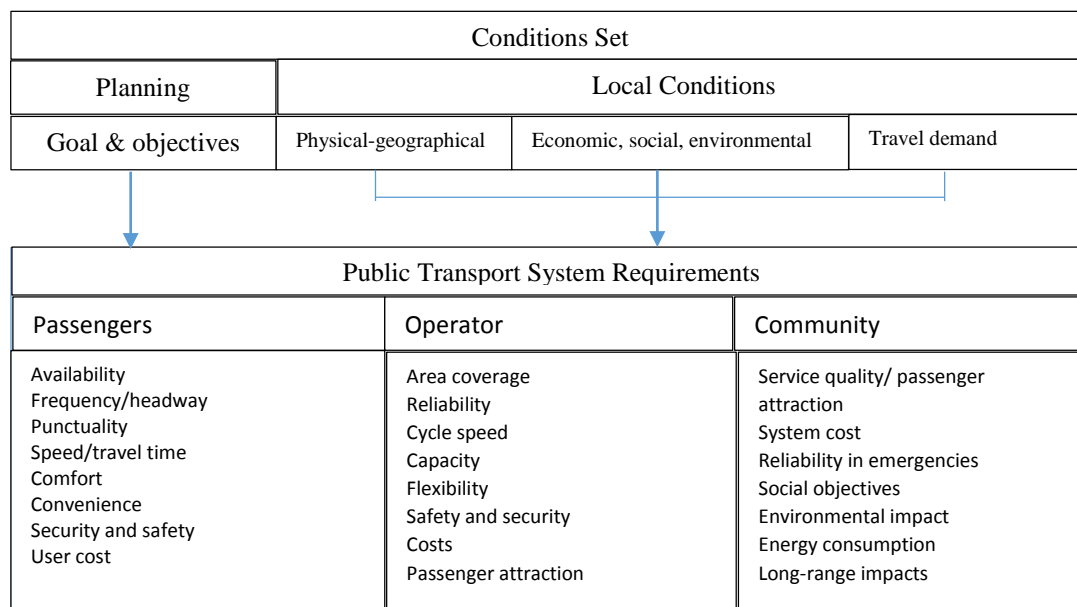 Conditions Set
Planning
Local Conditions
Goal & objectives
Physical-geographical
Economic, social, environmental
Travel demand
Public Transport System Requirements
Passengers
Operator
Community
Availability
Frequency/headway
Punctuality
Speed/travel time
Comfort
Convenience
Security and safety
User cost
Area coverage
Reliability
Cycle speed
Capacity
Flexibility
Safety and security
Costs
Passenger attraction
Service quality/ passenger
attraction
System cost
Reliability in emergencies
Social objectives
Environmental impact
Energy consumption
Long-range impacts